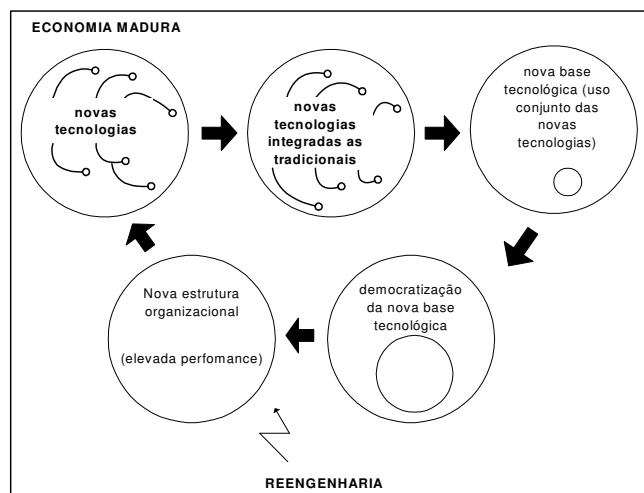 ECONOMIA MADURA
novas
tecnologias
novas
tecnologias
integradas as
tradicionais
nova base
tecnológica (uso
conjunto das
novas
tecnologias)
democratização
da nova base
tecnológica
Nova estrutura
organizacional
(elevada perfomance)
REENGENHARIA